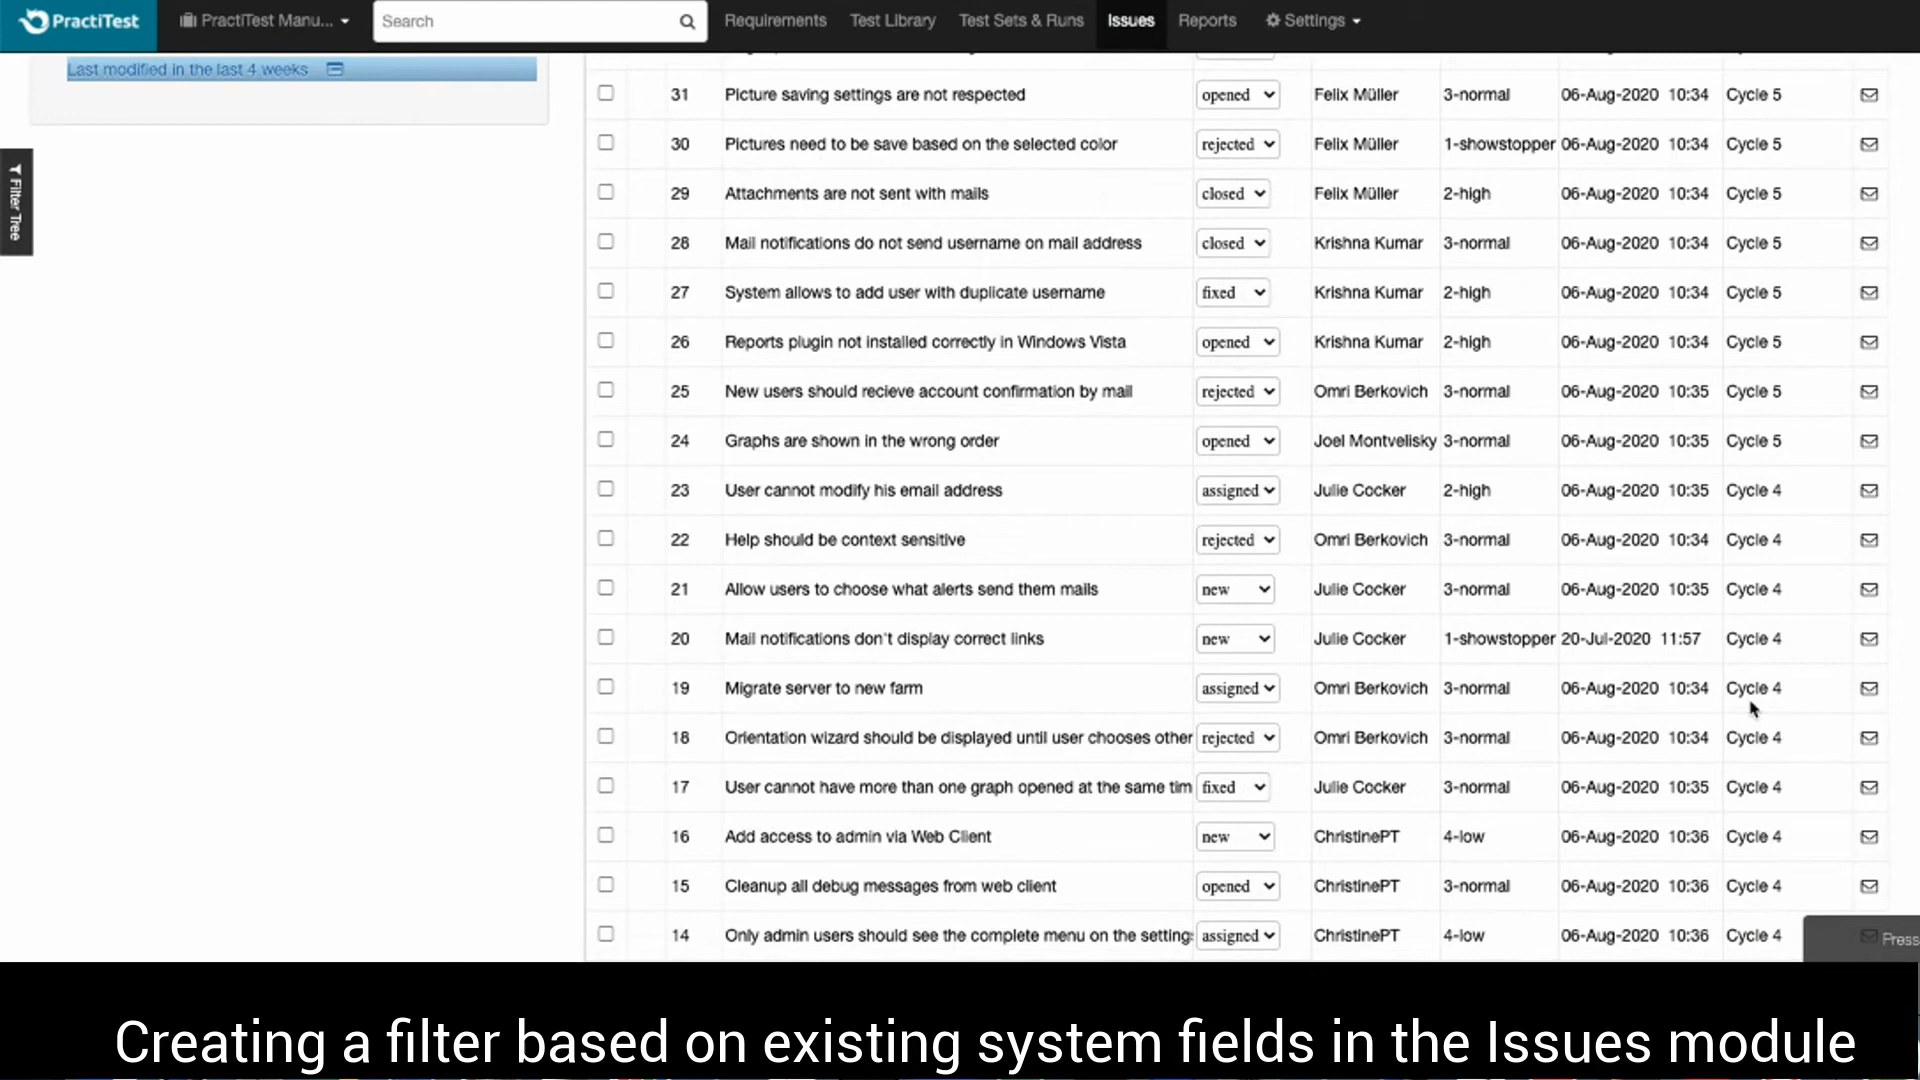 PractiTest PractiTest Manu... Search Requirements Test Library Test Sets & Runs Issues Reports Settings
Last modified in the last 4 weeks
Filter Tree
31 Picture saving settings are not respected opened Felix Müller 3-normal 06-Aug-2020 10:34 Cycle 5
30 Pictures need to be save based on the selected color rejected Felix Müller 1-showstopper 06-Aug-2020 10:34 Cycle 5
29 Attachments are not sent with mails closed Felix Müller 2-high 06-Aug-2020 10:34 Cycle 5
28 Mail notifications do not send username on mail address closed Krishna Kumar 3-normal 06-Aug-2020 10:34 Cycle 5
27 System allows to add user with duplicate username fixed Krishna Kumar 2-high 06-Aug-2020 10:34 Cycle 5
26 Reports plugin not installed correctly in Windows Vista opened Krishna Kumar 2-high 06-Aug-2020 10:34 Cycle 5
25 New users should recieve account confirmation by mail rejected Omri Berkovich 3-normal 06-Aug-2020 10:35 Cycle 5
24 Graphs are shown in the wrong order opened Joel Montvelisky 3-normal 06-Aug-2020 10:35 Cycle 5
23 User cannot modify his email address assigned Julie Cocker 2-high 06-Aug-2020 10:35 Cycle 4
22 Help should be context sensitive rejected Omri Berkovich 3-normal 06-Aug-2020 10:34 Cycle 4
21 Allow users to choose what alerts send them mails new Julie Cocker 3-normal 06-Aug-2020 10:35 Cycle 4
20 Mail notifications don't display correct links new Julie Cocker 1-showstopper 20-Jul-2020 11:57 Cycle 4
19 Migrate server to new farm assigned Omri Berkovich 3-normal 06-Aug-2020 10:34 Cycle 4
18 Orientation wizard should be displayed until user chooses other rejected Omri Berkovich 3-normal 06-Aug-2020 10:34 Cycle 4
17 User cannot have more than one graph opened at the same tim fixed Julie Cocker 3-normal 06-Aug-2020 10:35 Cycle 4
16 Add access to admin via Web Client new ChristinePT 4-low 06-Aug-2020 10:36 Cycle 4
15 Cleanup all debug messages from web client opened ChristinePT 3-normal 06-Aug-2020 10:36 Cycle 4
14 Only admin users should see the complete menu on the setting assigned ChristinePT 4-low 06-Aug-2020 10:36 Cycle 4
Press
Creating a filter based on existing system fields in the Issues module